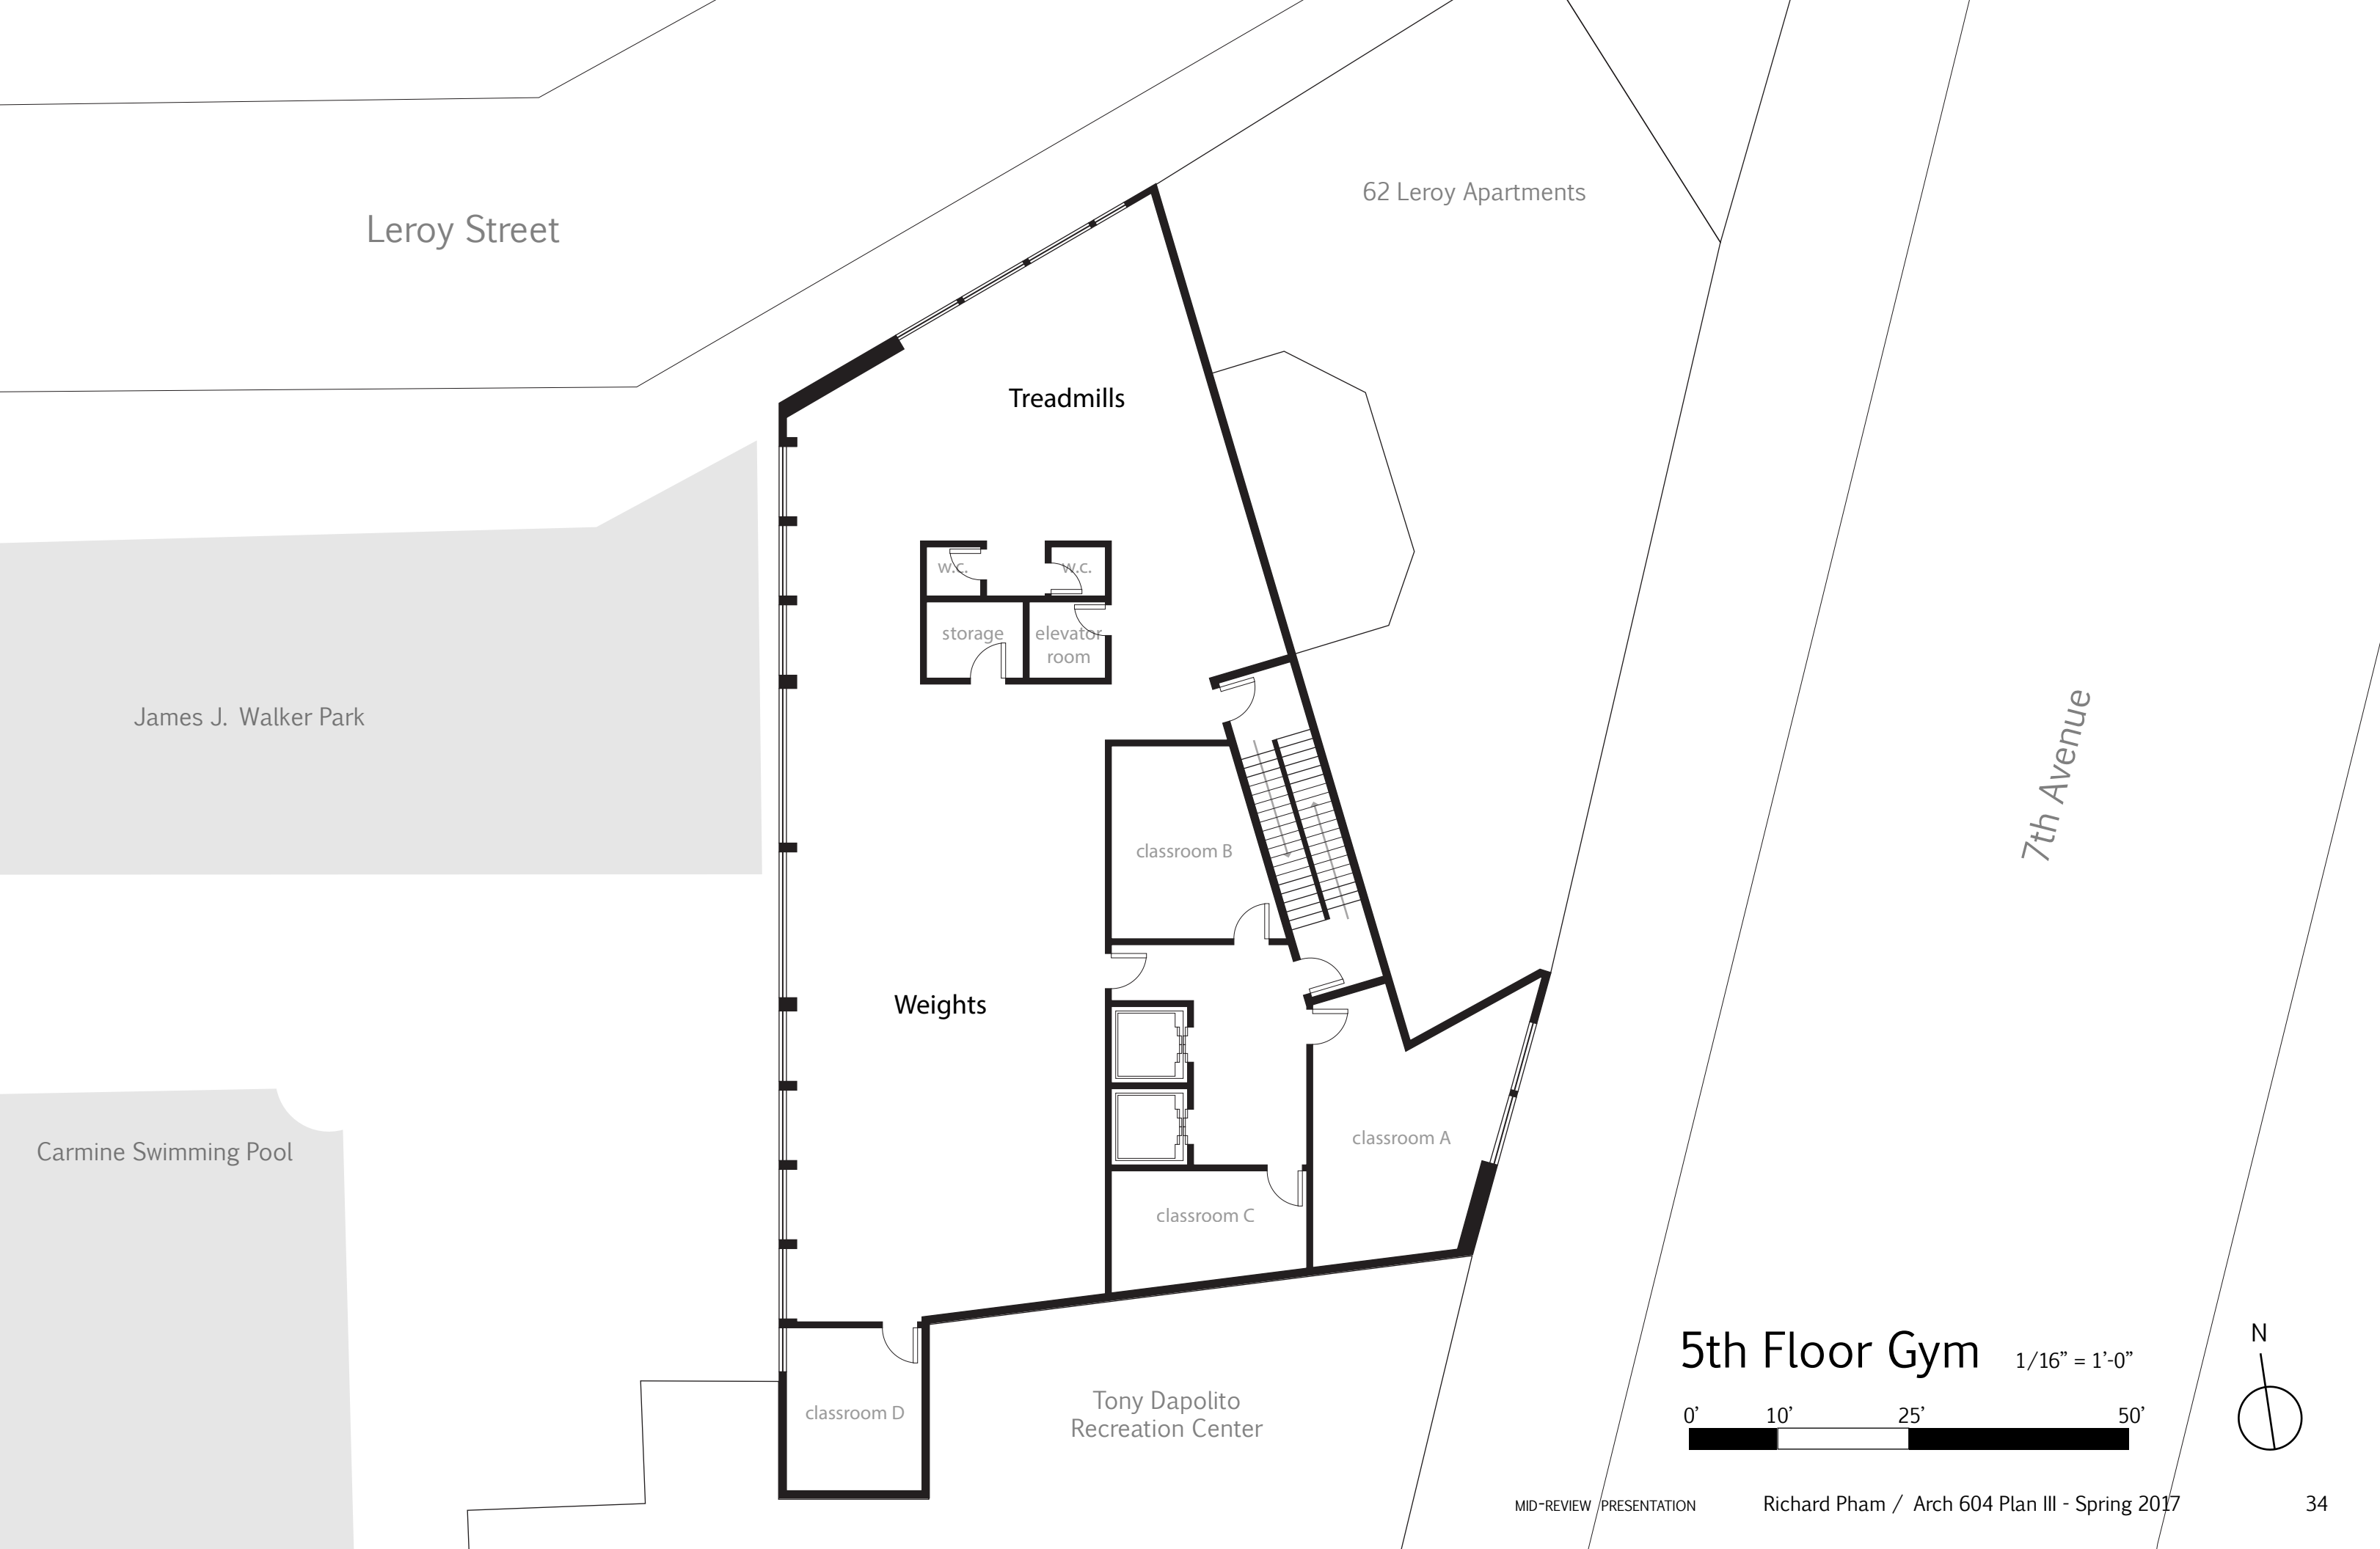 62 Leroy Apartments
Leroy Street
Treadmills
w.c.
w.c.
storage
elevator
room
James J. Walker Park
7th Avenue
classroom B
Weights
Carmine Swimming Pool
classroom A
classroom C
classroom D
Tony Dapolito
Recreation Center
5th Floor Gym 1/16” = 1’-0”
N
0’ 10’ 25’ 50’
MID-REVIEW PRESENTATION Richard Pham / Arch 604 Plan III - Spring 2017 34